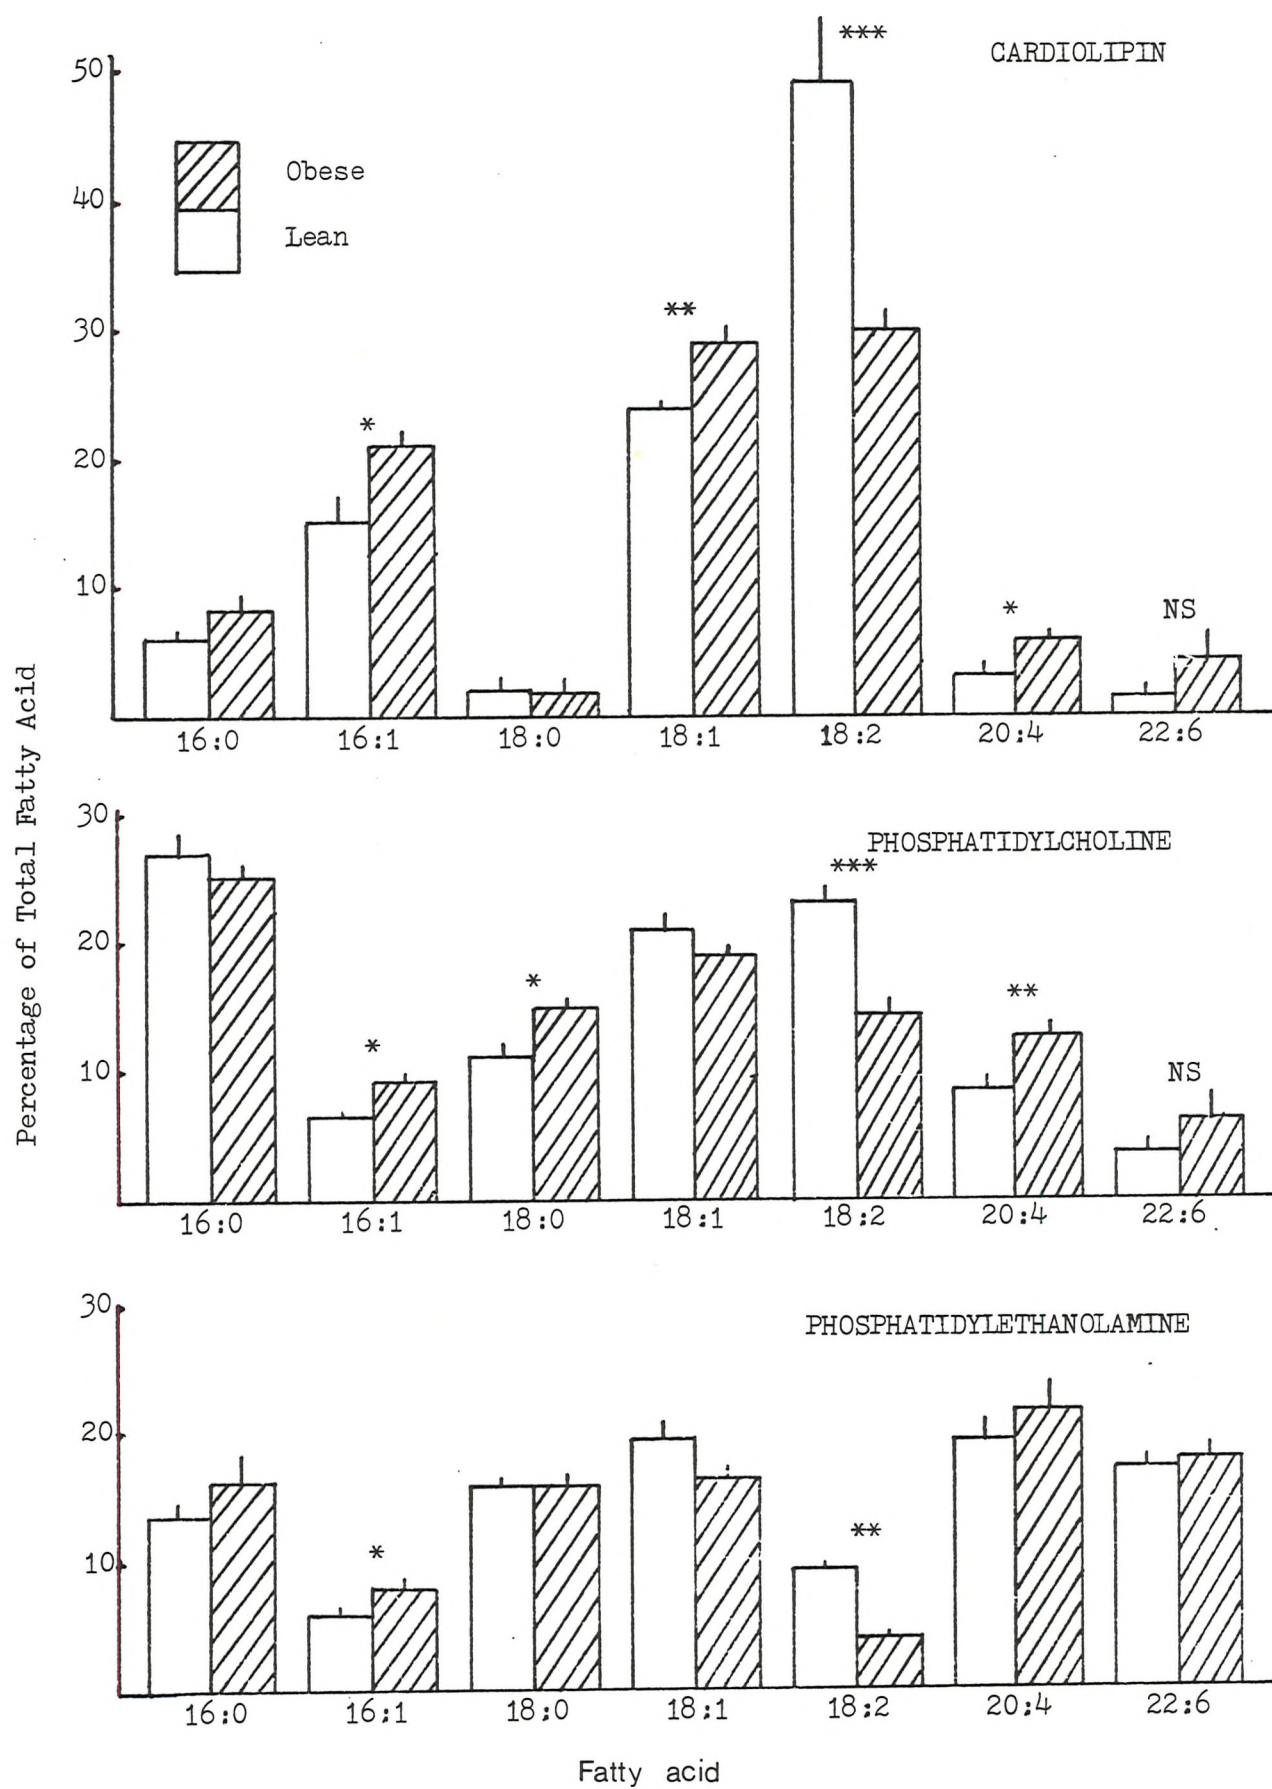 Percentage of Total Fatty Acid
CARDIOLIPIN
***
50
40
30
20
10
Obese
Lean
**
*
*
NS
16:0 16:1 18:0 18:1 18:2 20:4 22:6
PHOSPHATIDYLCHOLINE
***
30
20
10
*
**
*
NS
16:0 16:1 18:0 18:1 18:2 20:4 22:6
PHOSPHATIDYLETHANOLAMINE
30
20
10
**
*
16:0 16:1 18:0 18:1 18:2 20:4 22:6
Fatty acid